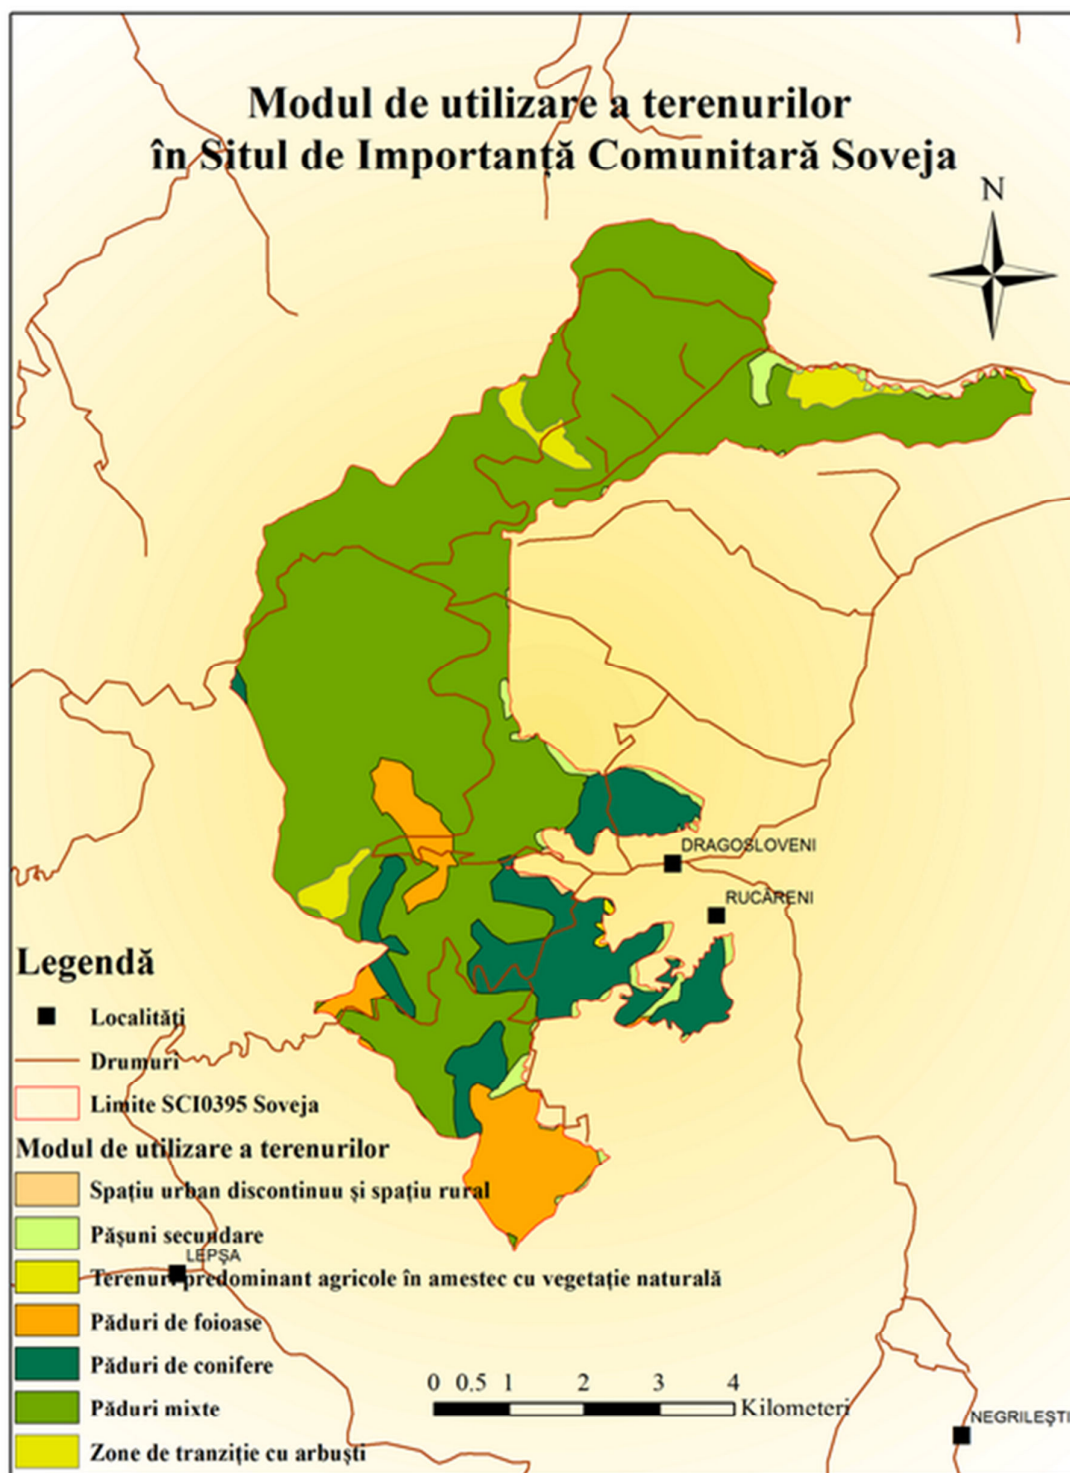 Modul de utilizare a terenurilor
în Situl de Importanță Comunitară Soveja
N
DRAGOSLOVENI
RUCĂRENI
Legendă
Localități
Drumuri
Limite SCI0395 Soveja
Modul de utilizare a terenurilor
Spațiu urban discontinuu și spațiu rural
Pășuni secundare
LEPȘA
Terenuri predominant agricole în amestec cu vegetație naturală
Păduri de foioase
Păduri de conifere
Păduri mixte
Zone de tranziție cu arbuști
0 0.5 1 2 3 4
Kilometeri
NEGRILEȘTI